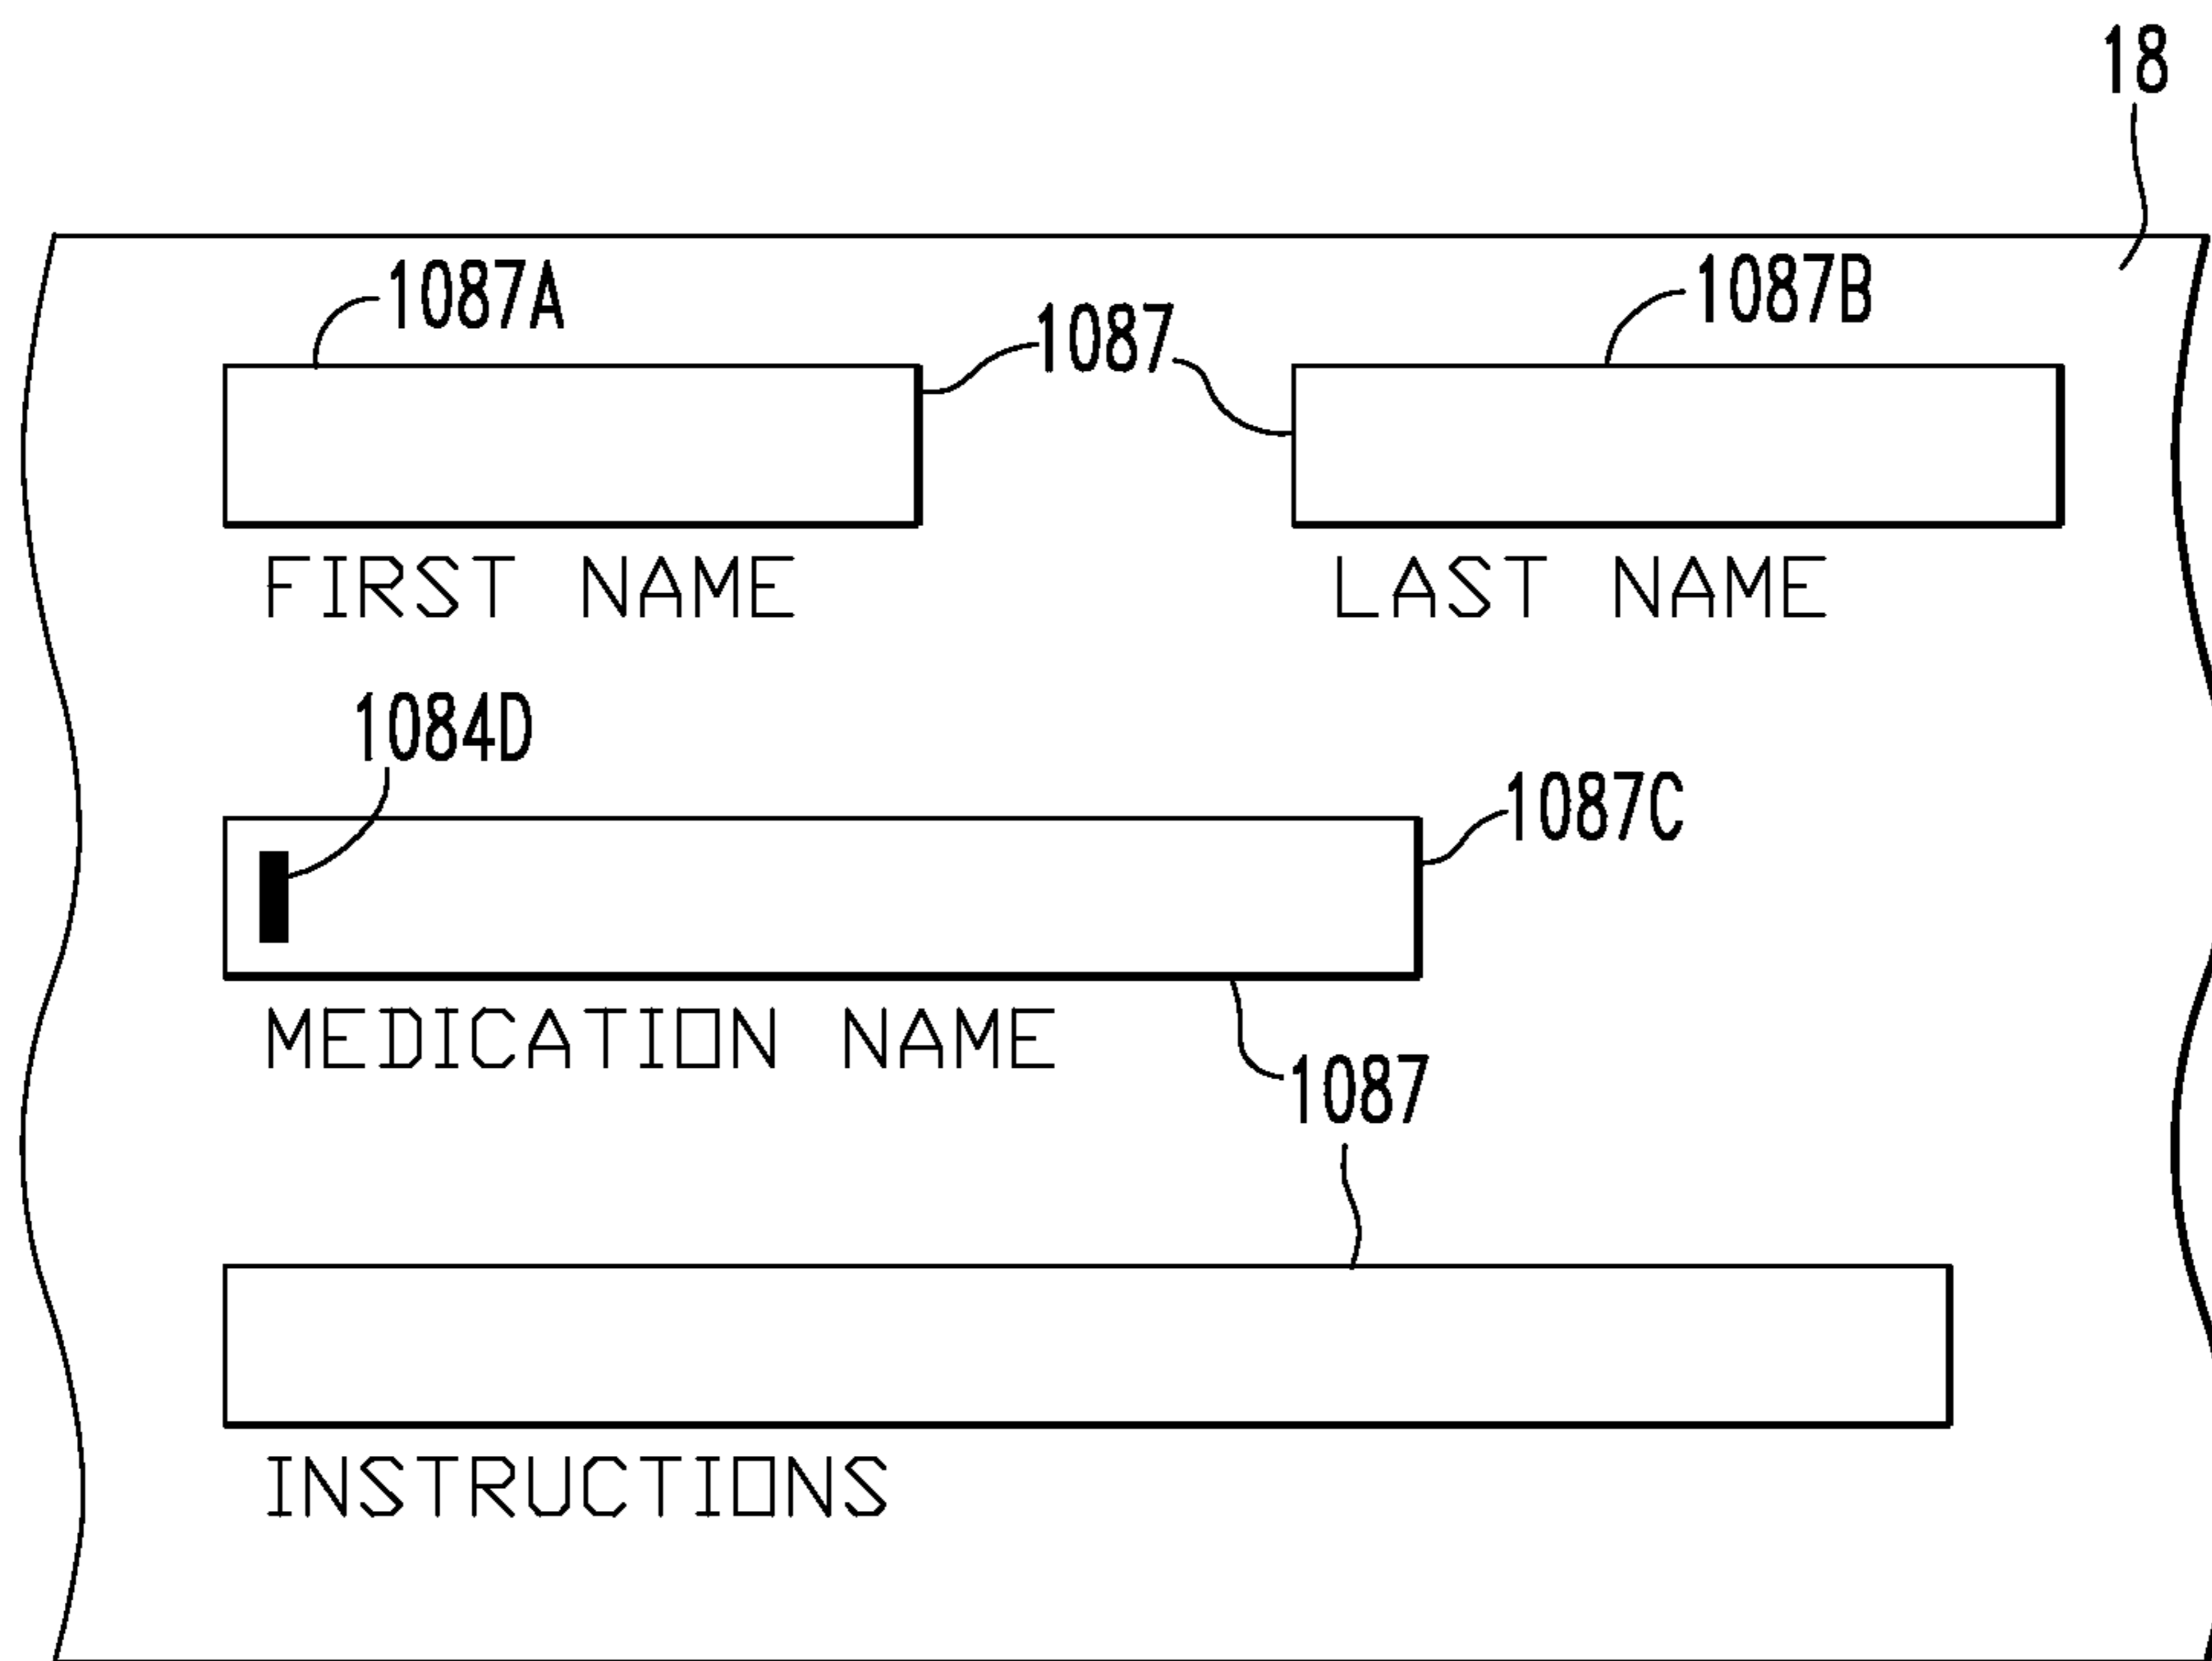 18
1087A
1087
1087B
FIRST NAME
LAST NAME
1084D
1087C
MEDICATION NAME
1087
INSTRUCTIONS